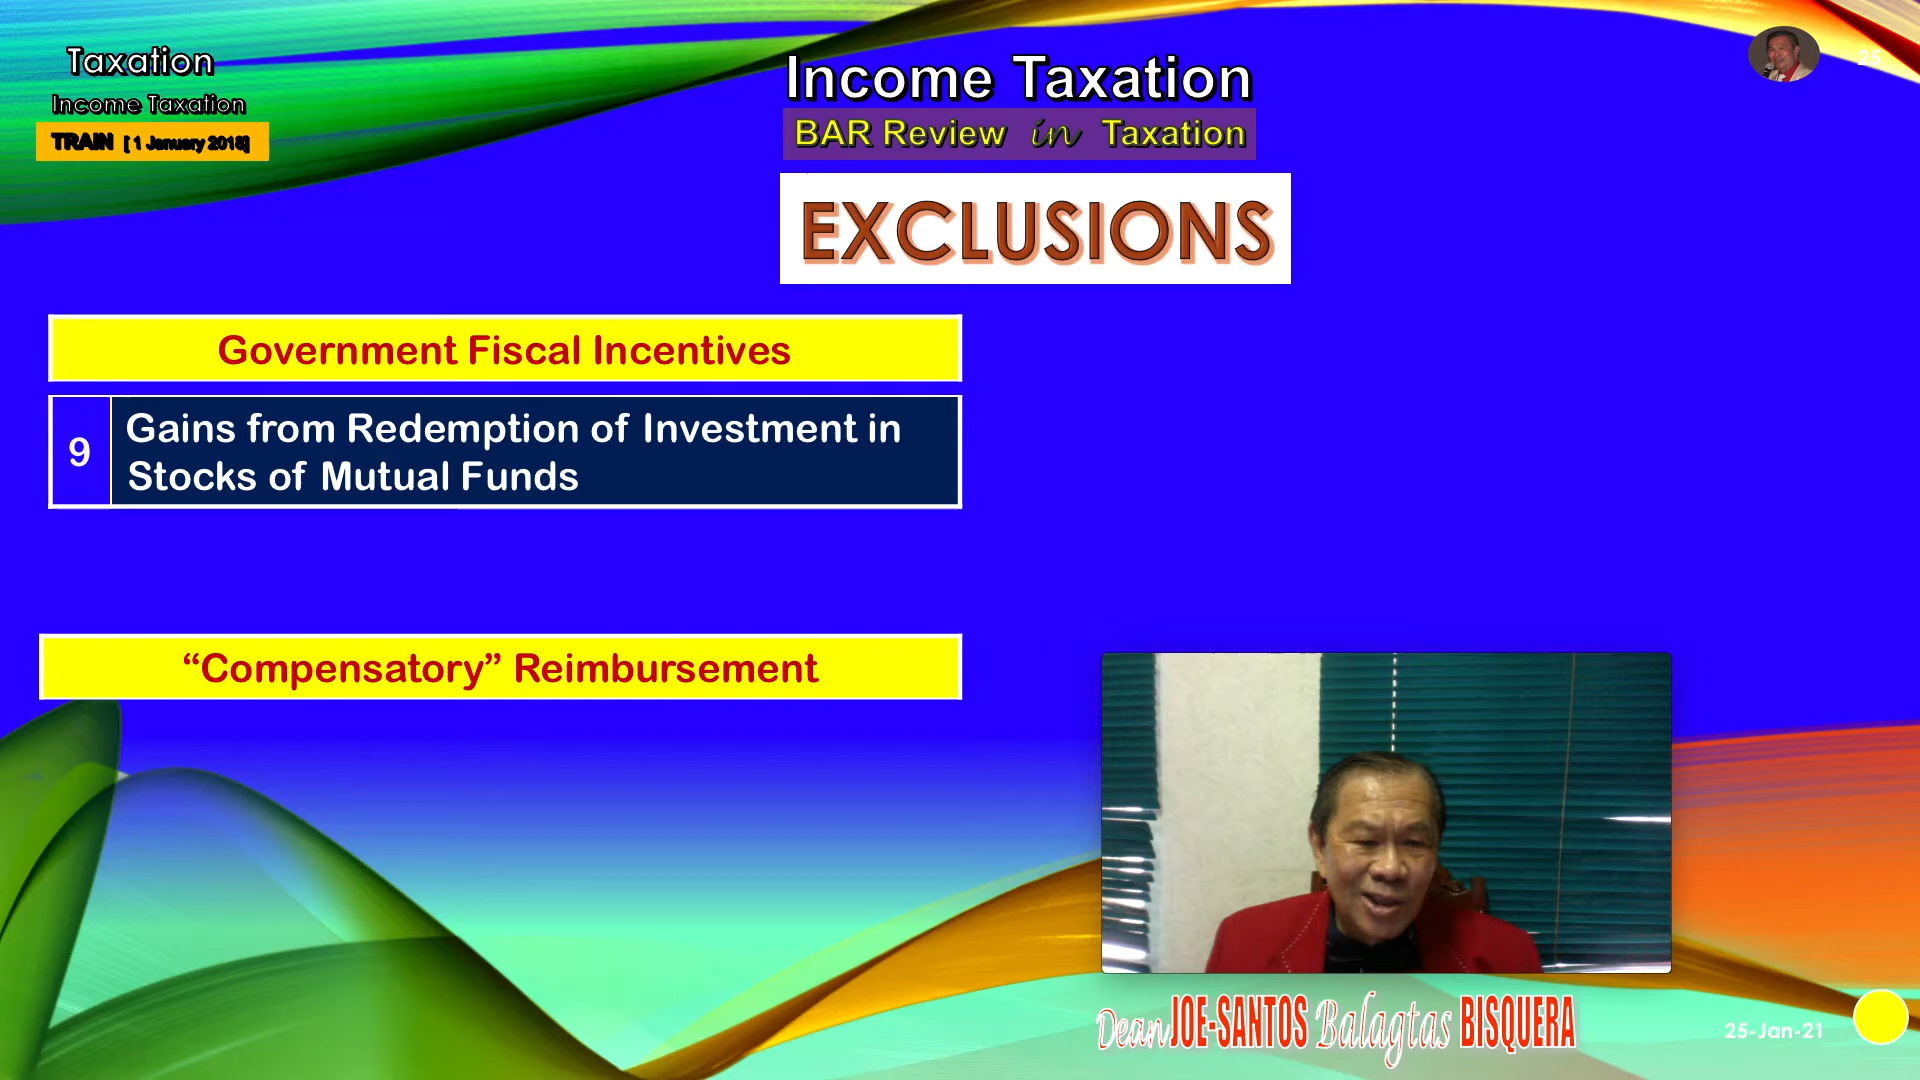 Taxation
Income Taxation
TRAIN [ 1 January 2018]
Income Taxation
BAR Review in Taxation
25
EXCLUSIONS
Government Fiscal Incentives
9
Gains from Redemption of Investment in
Stocks of Mutual Funds
“Compensatory” Reimbursement
Dean JOE-SANTOS Balagtas BISQUERA
25-Jan-21